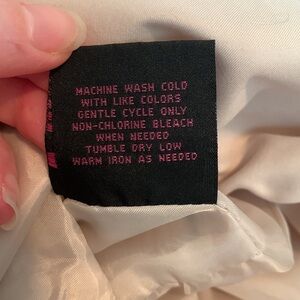 MACHINE WASH COLD
WITH LIKE COLORS
GENTLE CYCLE ONLY
NON-CHLORINE BLEACH
WHEN NEEDED
TUMBLE DRY LOW
WARM IRON AS NEEDED